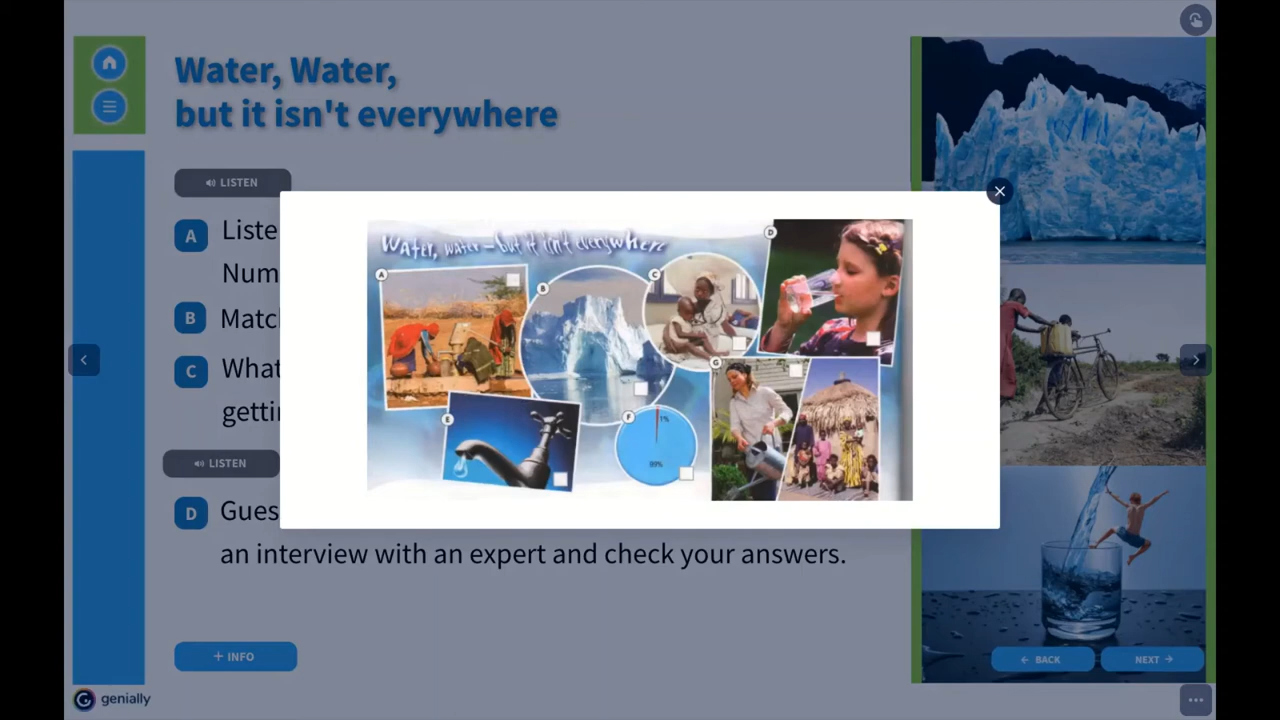 Water, Water,
but it isn't everywhere
LISTEN
A Liste
Num
B Matc
C What
getti
LISTEN
D Gues
an interview with an expert and check your answers.
+ INFO
genially
BACK
NEXT
Water, water – but it isn't everywhere
A
B
C
D
E
F
G
1%
99%